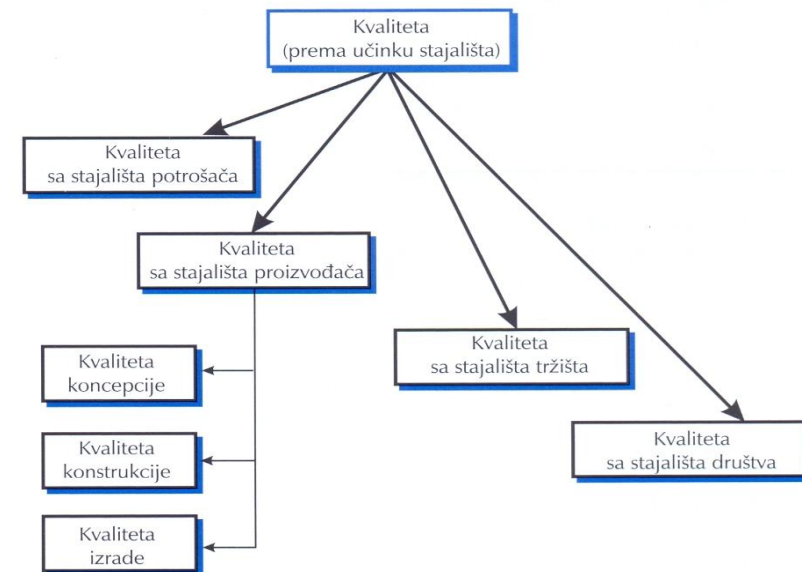 Kvaliteta
(prema učinku stajališta)
Kvaliteta
sa stajališta potrošača
Kvaliteta
sa stajališta proizvođača
Kvaliteta
koncepcije
Kvaliteta
konstrukcije
Kvaliteta
izrade
Kvaliteta
sa stajališta tržišta
Kvaliteta
sa stajališta društva